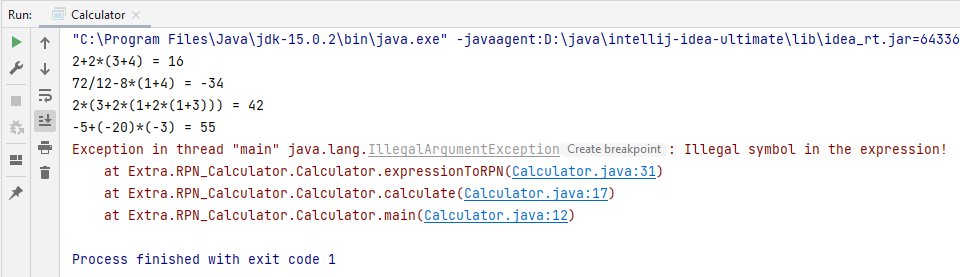 Run: Calculator
"C:\Program Files\Java\jdk-15.0.2\bin\java.exe" -javaagent:D:\java\intellij-idea-ultimate\lib\idea_rt.jar=64336
2+2*(3+4) = 16
72/12-8*(1+4) = -34
2*(3+2*(1+2*(1+3))) = 42
-5+(-20)*(-3) = 55
Exception in thread "main" java.lang.IllegalArgumentException Create breakpoint : Illegal symbol in the expression!
at Extra.RPN_Calculator.Calculator.expressionToRPN(Calculator.java:31)
at Extra.RPN_Calculator.Calculator.calculate(Calculator.java:17)
at Extra.RPN_Calculator.Calculator.main(Calculator.java:12)
Process finished with exit code 1